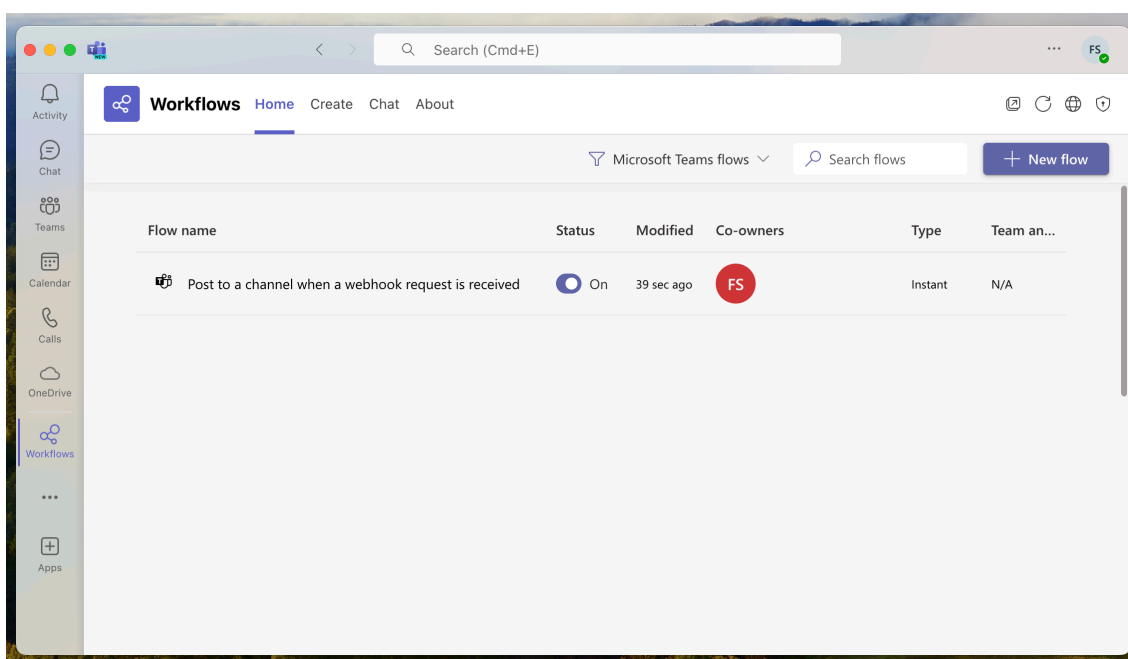 Search (Cmd+E)
FS
Workflows Home Create Chat About
Activity
Chat
Teams
Calendar
Calls
OneDrive
Workflows
Apps
Microsoft Teams flows
Search flows
New flow
Flow name Status Modified Co-owners Type Team an...
Post to a channel when a webhook request is received On 39 sec ago FS Instant N/A